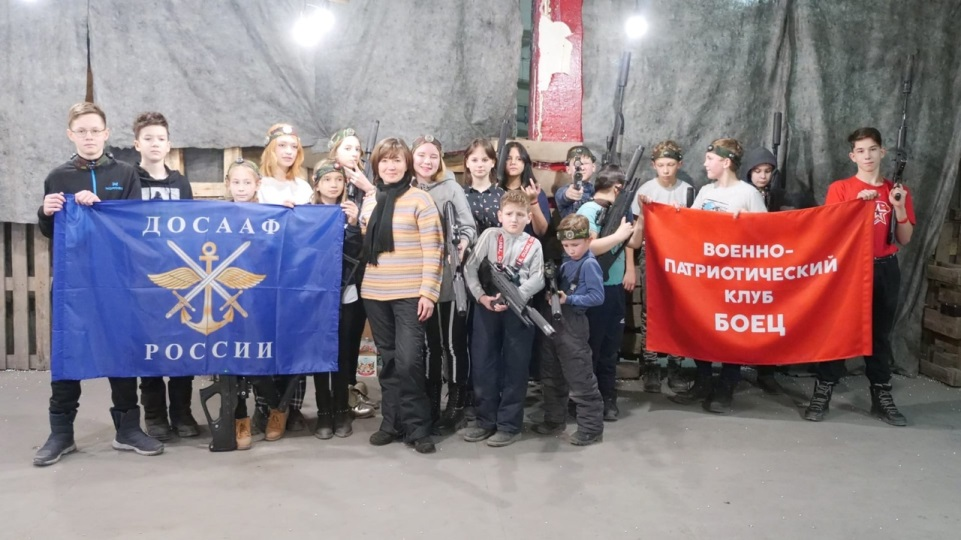 ДОСААФ
РОССИИ
ВОЕННО-
ПАТРИОТИЧЕСКИЙ
КЛУБ
БОЕЦ